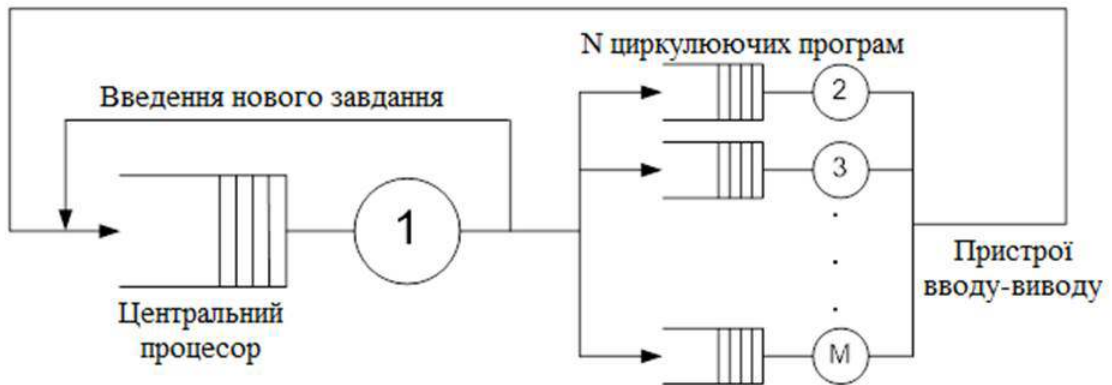 N циркулюючих програм
Введення нового завдання
2
3
1
Центральний
процесор
Пристрої
вводу-виводу
M